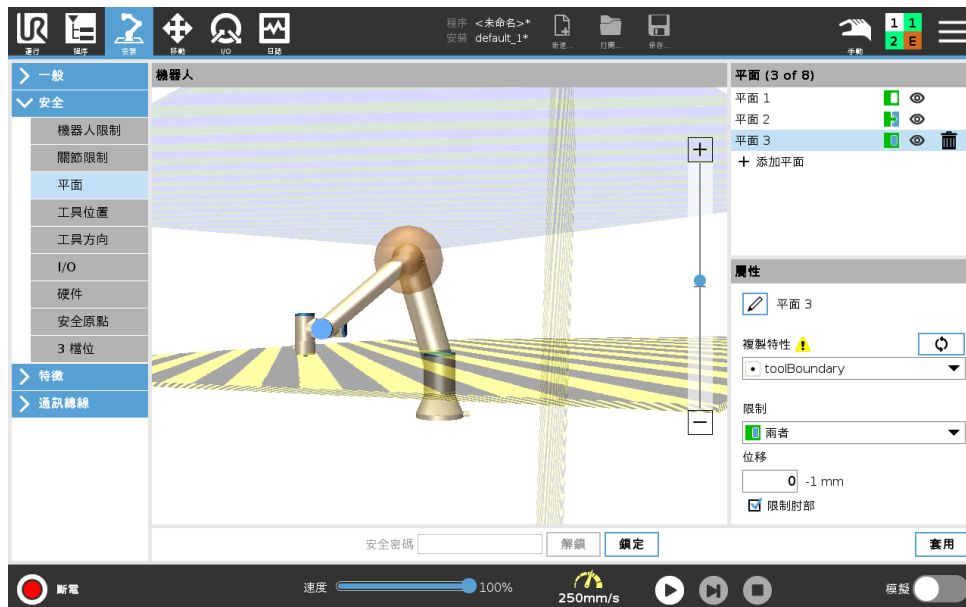 程序 <未命名>*
安裝 default_1*
運行
程序
安裝
移動
I/O
日誌
新建...
打開...
保存...
手動
1 1
2 E
一般
安全
機器人限制
關節限制
平面
工具位置
工具方向
I/O
硬件
安全原點
3 檔位
特徵
通訊總線
機器人
平面 (3 of 8)
平面 1
平面 2
平面 3
添加平面
屬性
平面 3
複製特性
toolBoundary
限制
兩者
位移
0 -1 mm
限制肘部
安全密碼
解鎖
鎖定
套用
斷電
速度
100%
250mm/s
模擬